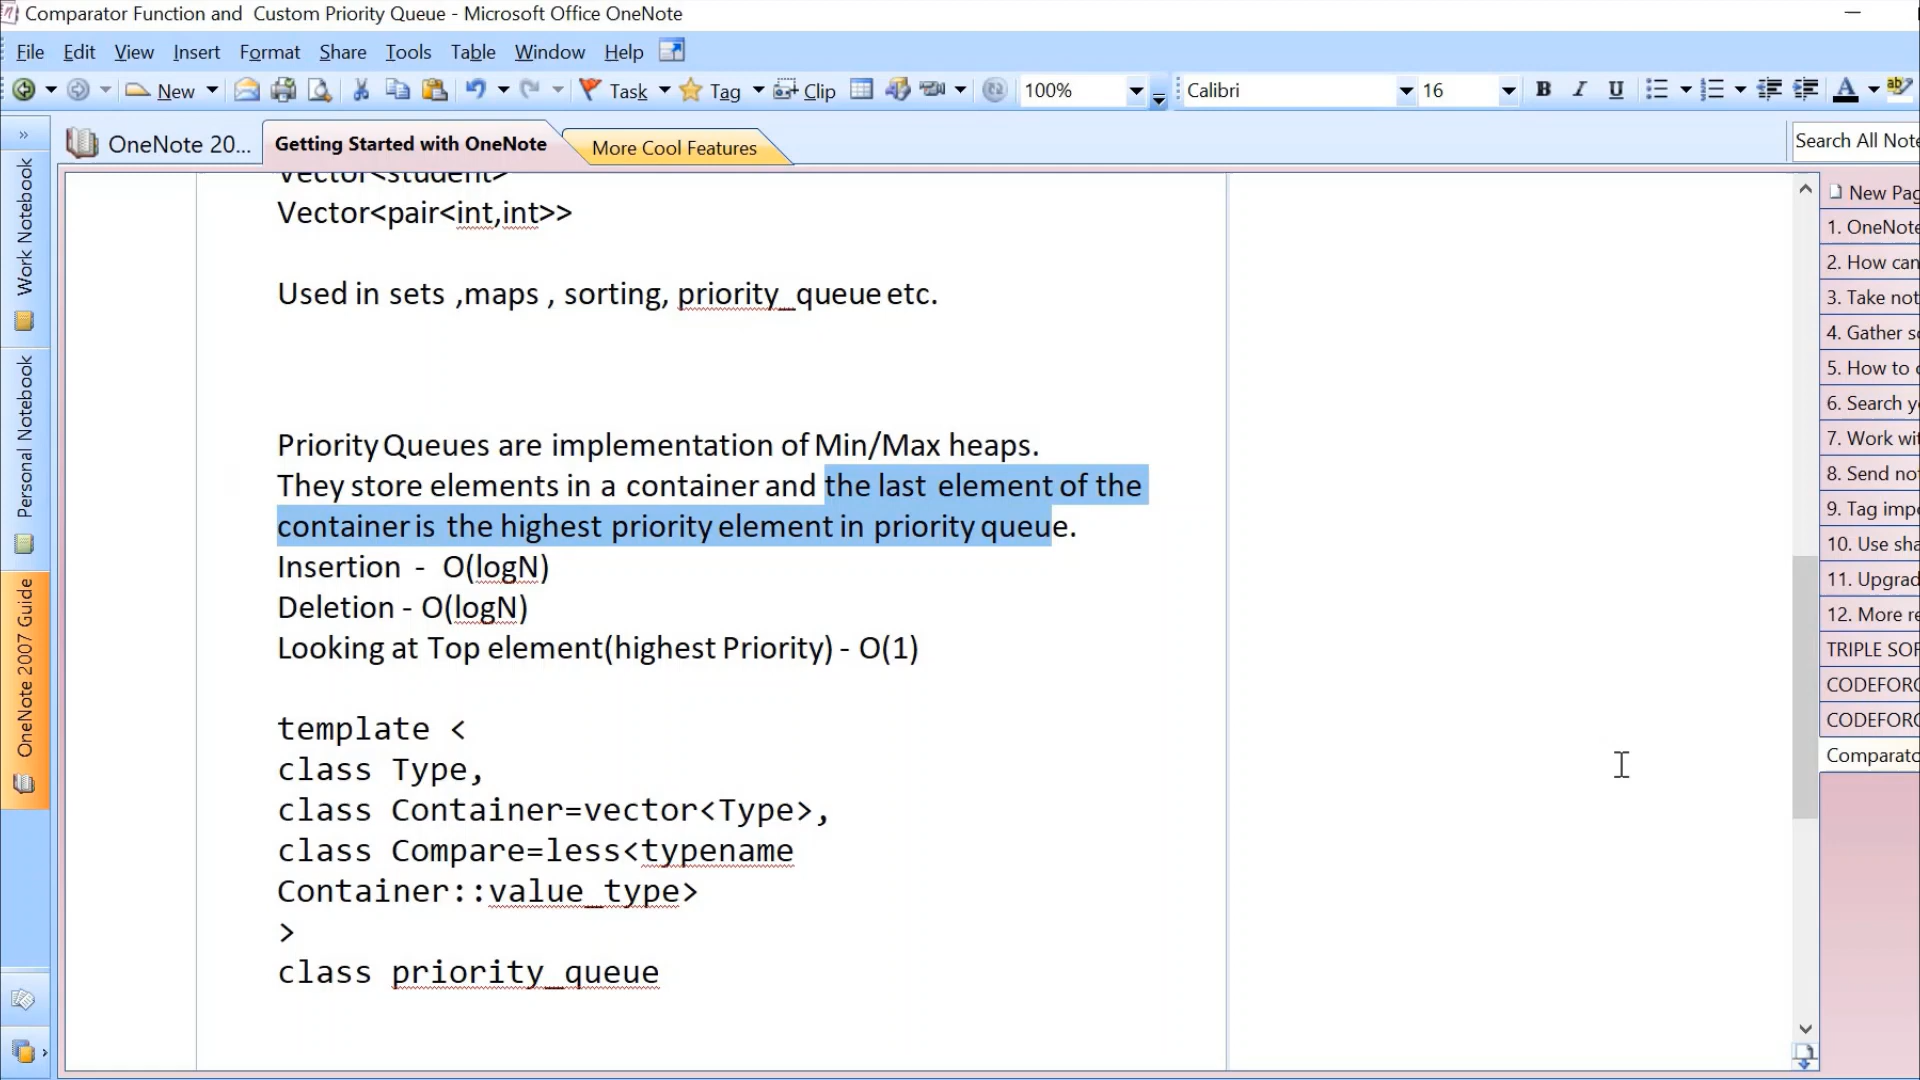 Comparator Function and  Custom Priority Queue - Microsoft Office OneNote
File Edit View Insert Format Share Tools Table Window Help
New Task Tag Clip 100% Calibri 16 B I U A ab
OneNote 20... Getting Started with OneNote More Cool Features Search All Note
Work Notebook
Personal Notebook
OneNote 2007 Guide
Vector<student>
Vector<pair<int,int>>
Used in sets ,maps , sorting, priority_queue etc.
Priority Queues are implementation of Min/Max heaps.
They store elements in a container and the last element of the
container is the highest priority element in priority queue.
Insertion - O(logN)
Deletion - O(logN)
Looking at Top element(highest Priority) - O(1)
template <
class Type,
class Container=vector<Type>,
class Compare=less<typename
Container::value_type>
>
class priority_queue
New Pag
1. OneNote
2. How can
3. Take not
4. Gather s
5. How to
6. Search y
7. Work wit
8. Send not
9. Tag imp
10. Use sha
11. Upgrad
12. More re
TRIPLE SOF
CODEFORC
CODEFORC
Comparato